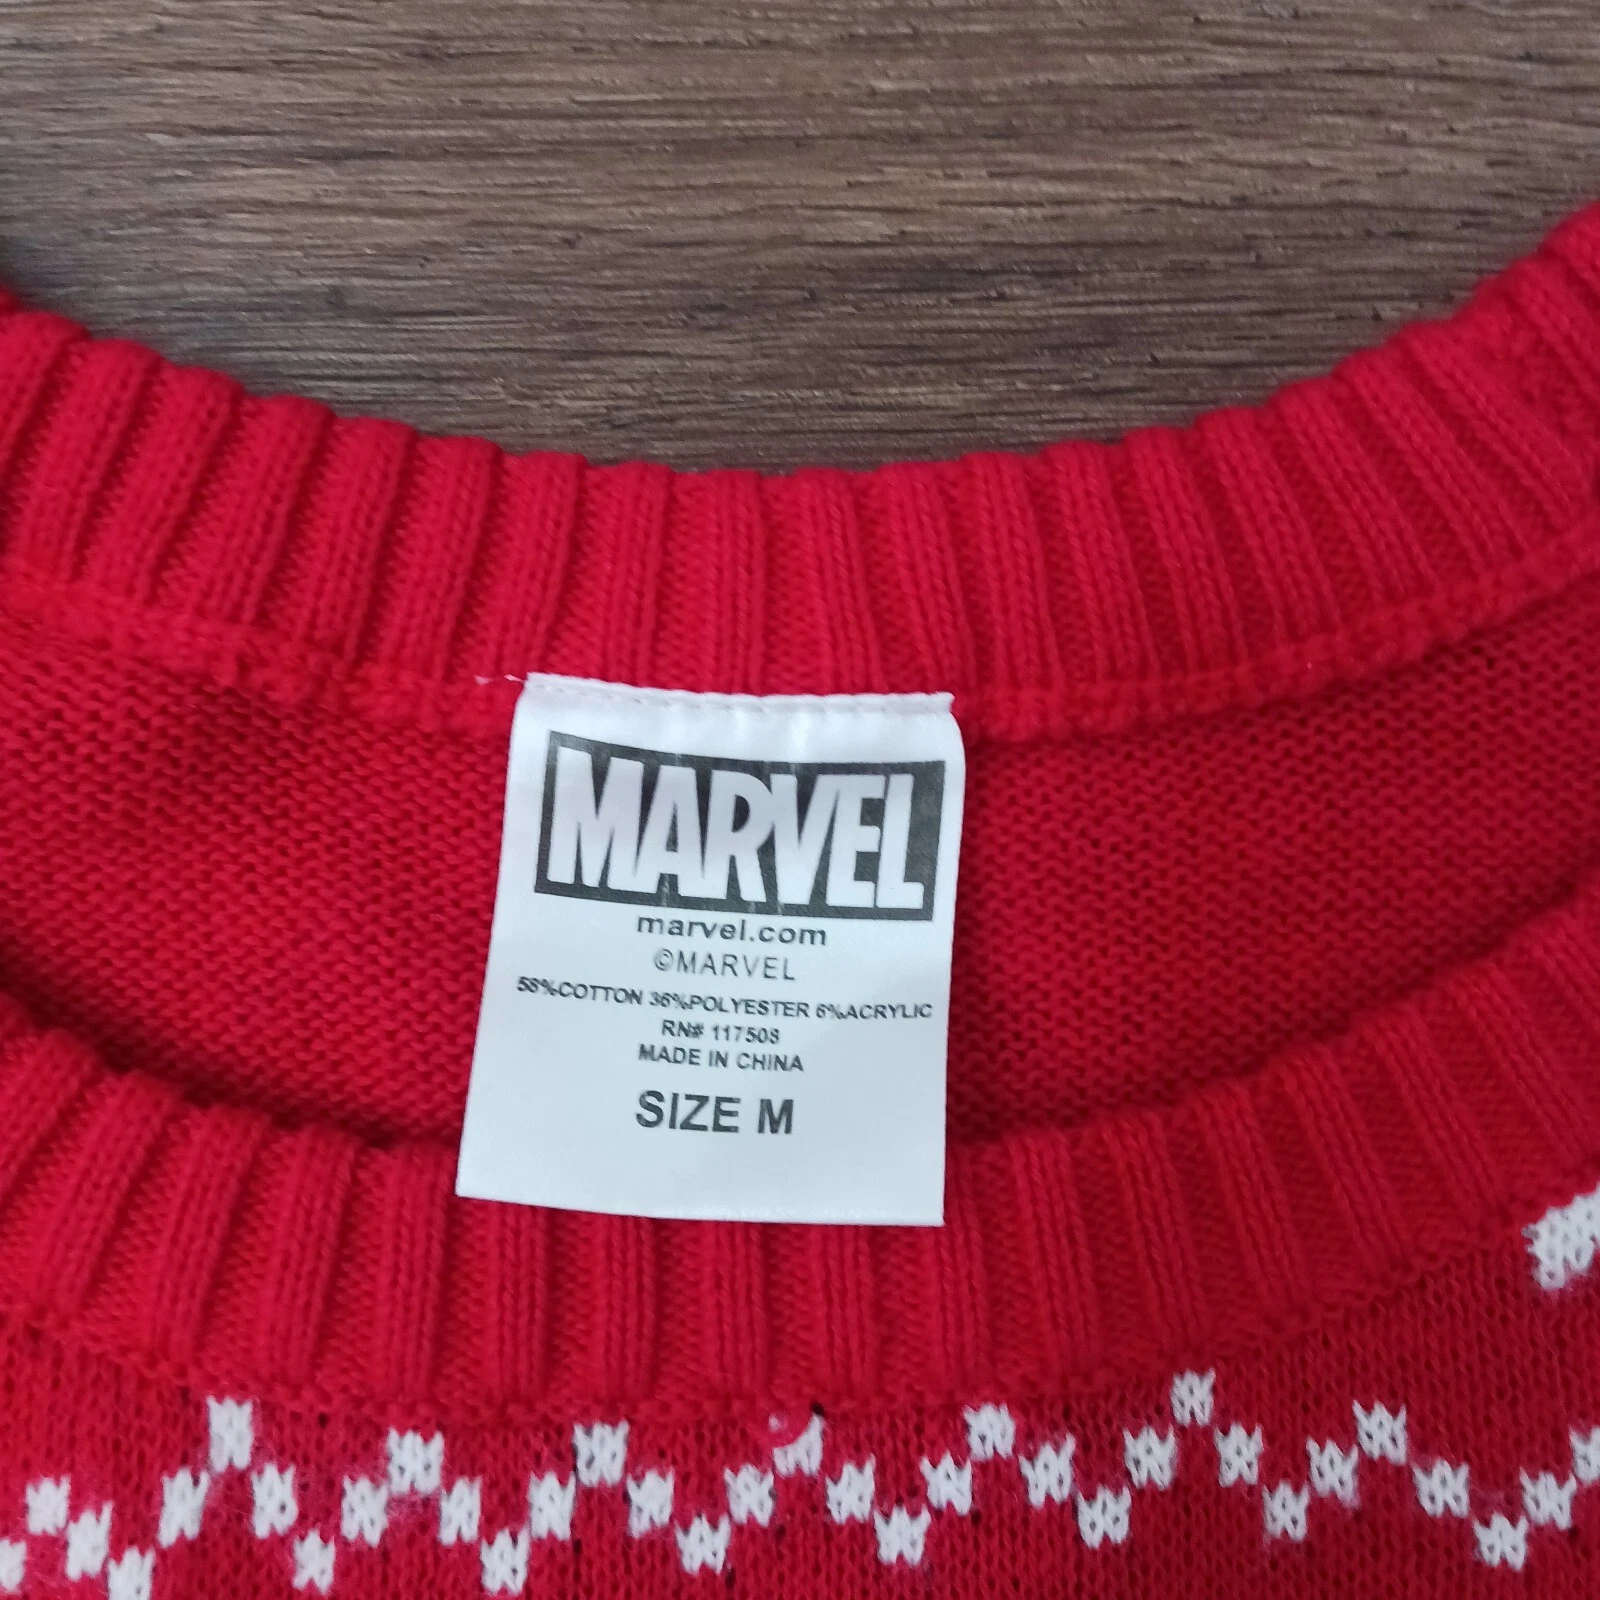 MARVEL
marvel.com
©MARVEL
58%COTTON 36%POLYESTER 6%ACRYLIC
RN# 117508
MADE IN CHINA
SIZE M